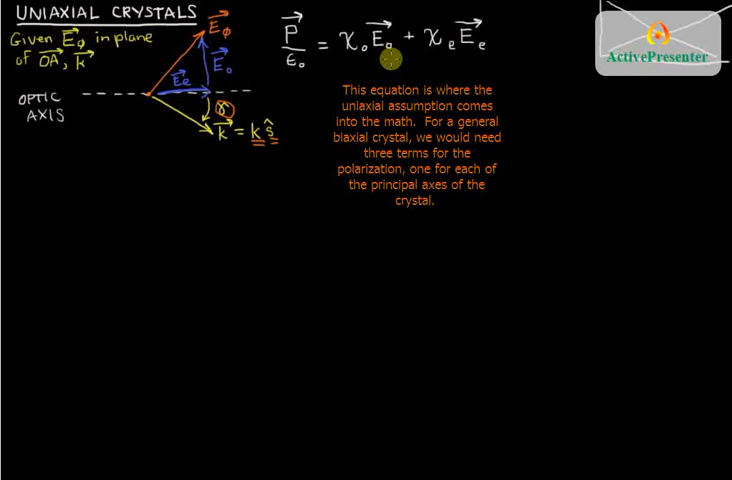 UNIAXIAL CRYSTALS
Given E⃗ϕ in plane
of O⃗A, k⃗
OPTIC
AXIS
E⃗ϕ
E⃗o
E⃗e
γ
k⃗ = k ŝ
P⃗/ε₀ = χₒE⃗ₒ + χₑE⃗ₑ
This equation is where the
uniaxial assumption comes
into the math. For a general
biaxial crystal, we would need
three terms for the
polarization, one for each of
the principal axes of the
crystal.
ActivePresenter